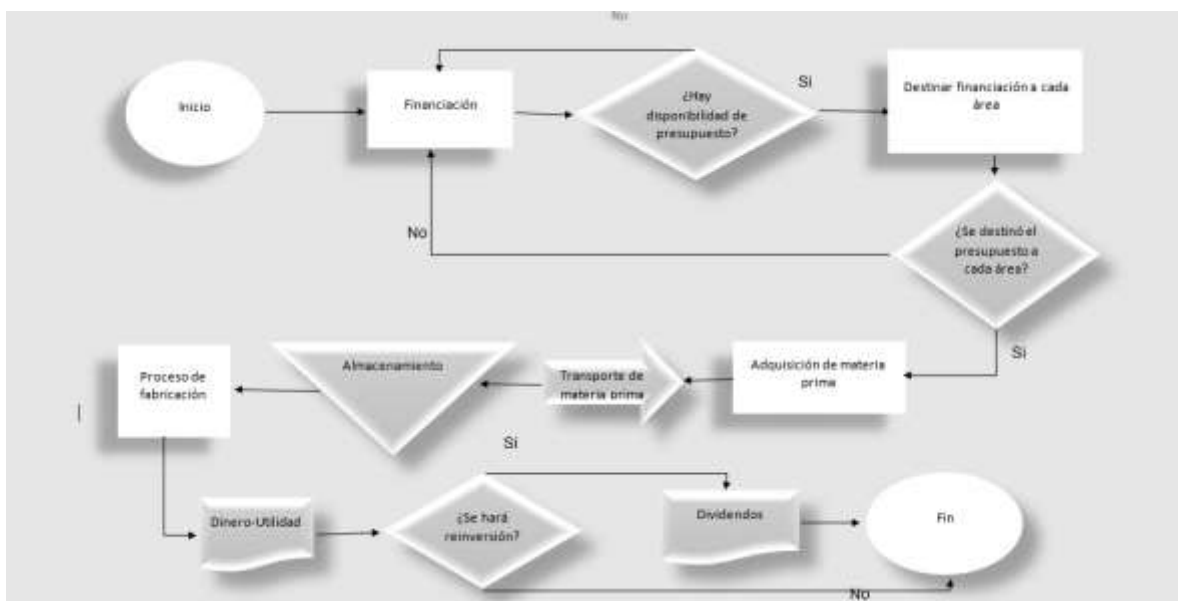 No
Inicio
Financiación
¿Hay
disponibilidad de
presupuesto?
Si
Destinar financiación a cada
área
No
¿Se destinó el
presupuesto a
cada área?
Si
Adquisición de materia
prima
Transporte de
materia prima
Almacenamiento
Proceso de
fabricación
Dinero-Utilidad
¿Se hará
reinversión?
Si
Dividendos
Fin
No